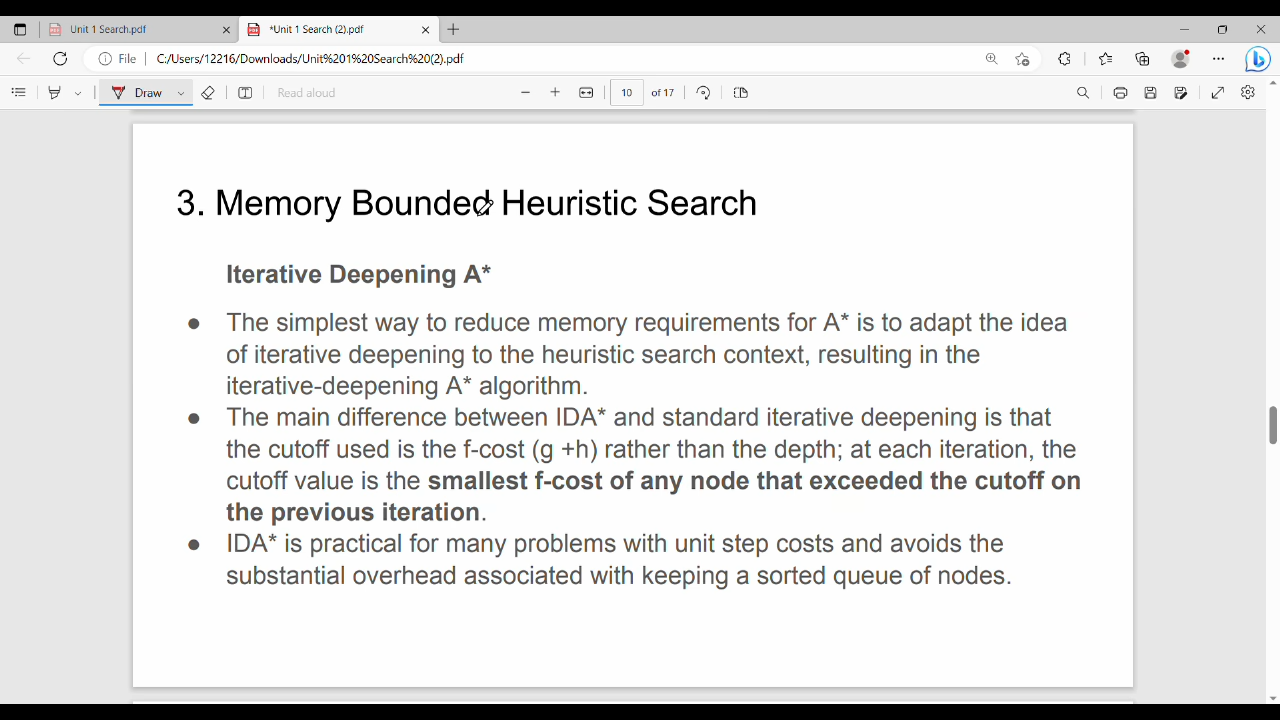 Unit 1 Search.pdf
*Unit 1 Search (2).pdf
File
C:/Users/12216/Downloads/Unit%201%20Search%20(2).pdf
Draw
Read aloud
10 of 17
3. Memory Bounded Heuristic Search
Iterative Deepening A*
● The simplest way to reduce memory requirements for A* is to adapt the idea
of iterative deepening to the heuristic search context, resulting in the
iterative-deepening A* algorithm.
● The main difference between IDA* and standard iterative deepening is that
the cutoff used is the f-cost (g +h) rather than the depth; at each iteration, the
cutoff value is the smallest f-cost of any node that exceeded the cutoff on
the previous iteration.
● IDA* is practical for many problems with unit step costs and avoids the
substantial overhead associated with keeping a sorted queue of nodes.